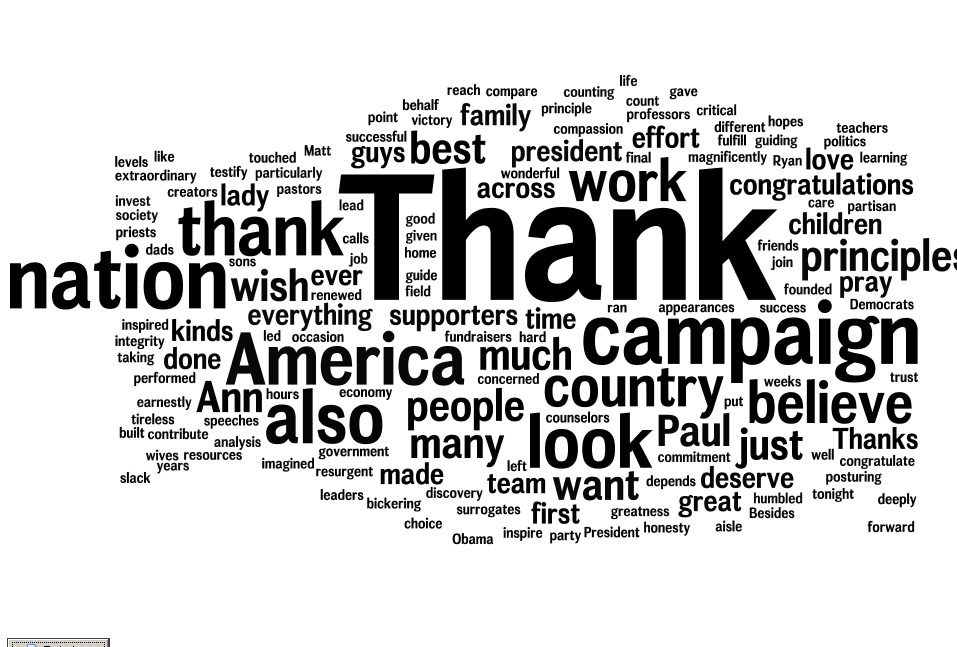 life
reach compare counting gave
behalf count
point victory family principle professors critical
successful compassion effort different hopes
guys best president final fulfill guiding teachers
politics
levels like touched Matt wonderful magnificently Ryan love learning
extraordinary testify particularly across work congratulations
creators lady pastors
invest lead Thank care partisan
society thank good children
priests calls given friends principles
dads home join
nation sons job guide founded pray
wish ever field
renewed
everything supporters time ran appearances success Democrats
inspired kinds led occasion fundraisers hard campaign
integrity
taking done America much
performed concerned country weeks trust
earnestly Ann hours economy put believe
tireless speeches also people counselors
built contribute look Paul just Thanks
analysis many
wives resources government commitment well congratulate
years imagined resurgent left
slack made team want depends deserve posturing
leaders discovery great humbled tonight deeply
bickering surrogates first greatness Besides
choice
Obama inspire party President honesty aisle forward